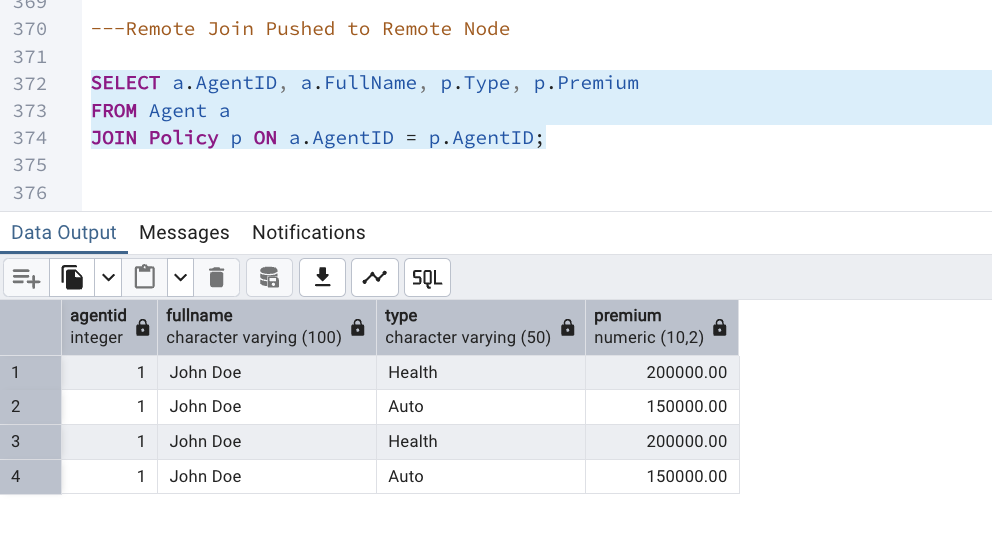 369
370 ---Remote Join Pushed to Remote Node
371
372 SELECT a.AgentID, a.FullName, p.Type, p.Premium
373 FROM Agent a
374 JOIN Policy p ON a.AgentID = p.AgentID;
375
376
Data Output Messages Notifications
SQL
agentid fullname type premium
integer character varying (100) character varying (50) numeric (10,2)
1 1 John Doe Health 200000.00
2 1 John Doe Auto 150000.00
3 1 John Doe Health 200000.00
4 1 John Doe Auto 150000.00